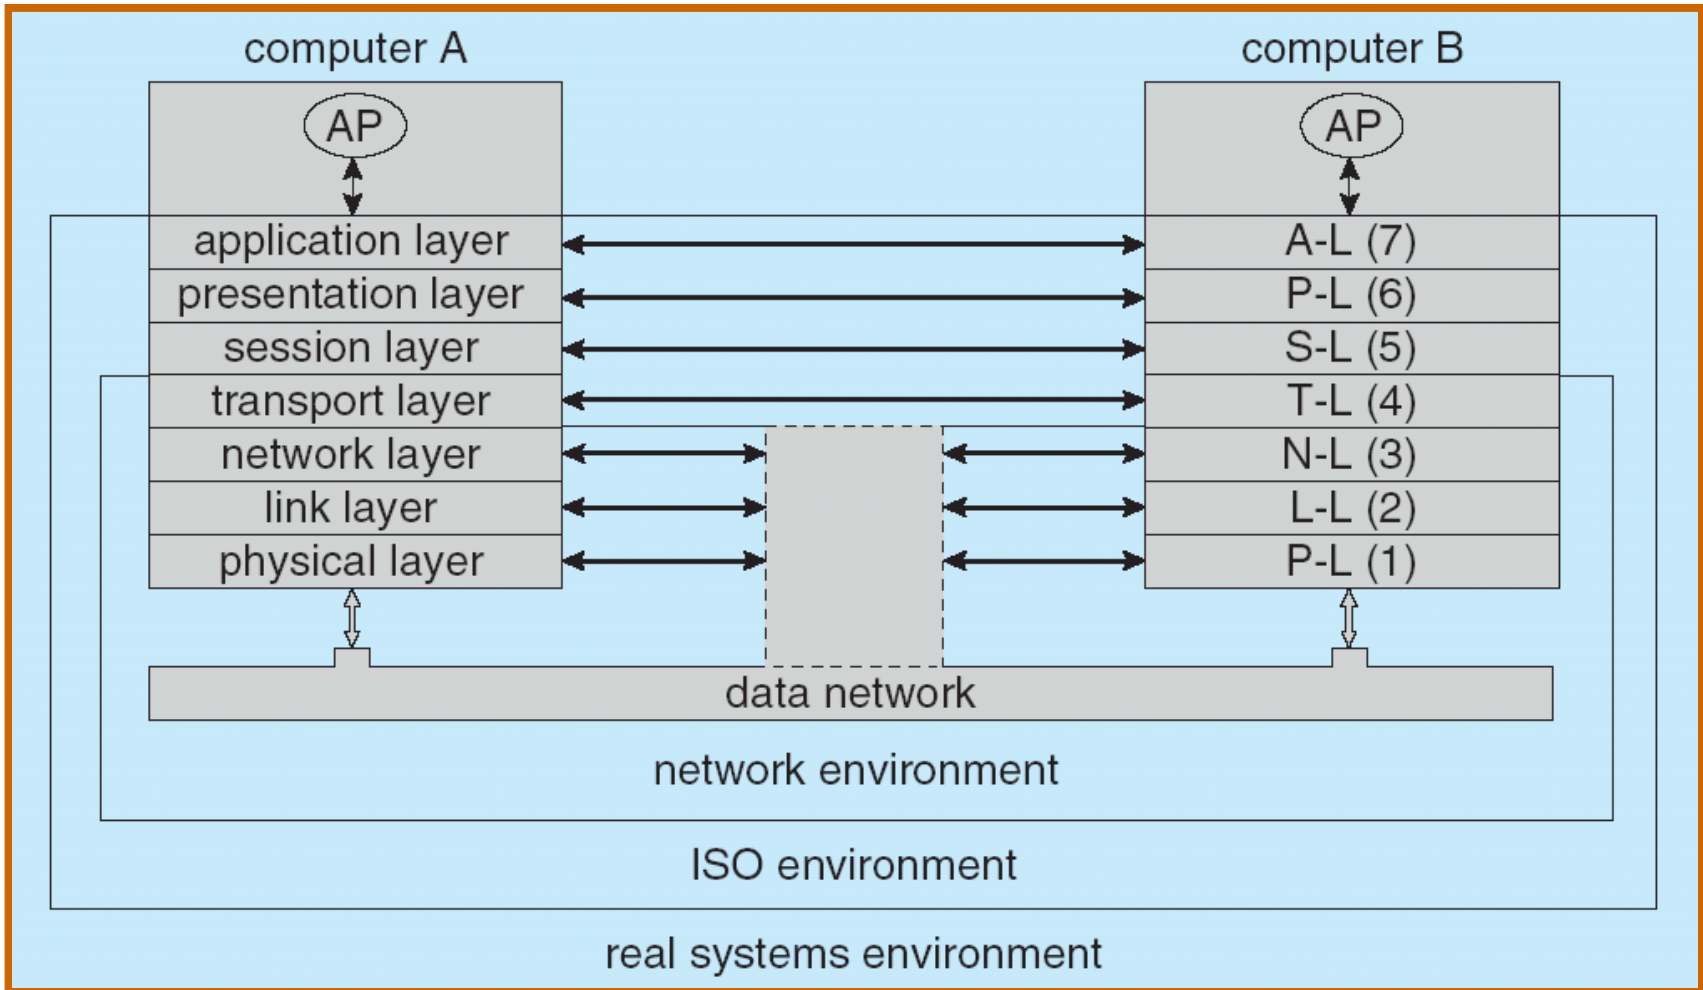 computer A
computer B
AP
AP
application layer
A-L (7)
presentation layer
P-L (6)
session layer
S-L (5)
transport layer
T-L (4)
network layer
N-L (3)
link layer
L-L (2)
physical layer
P-L (1)
data network
network environment
ISO environment
real systems environment